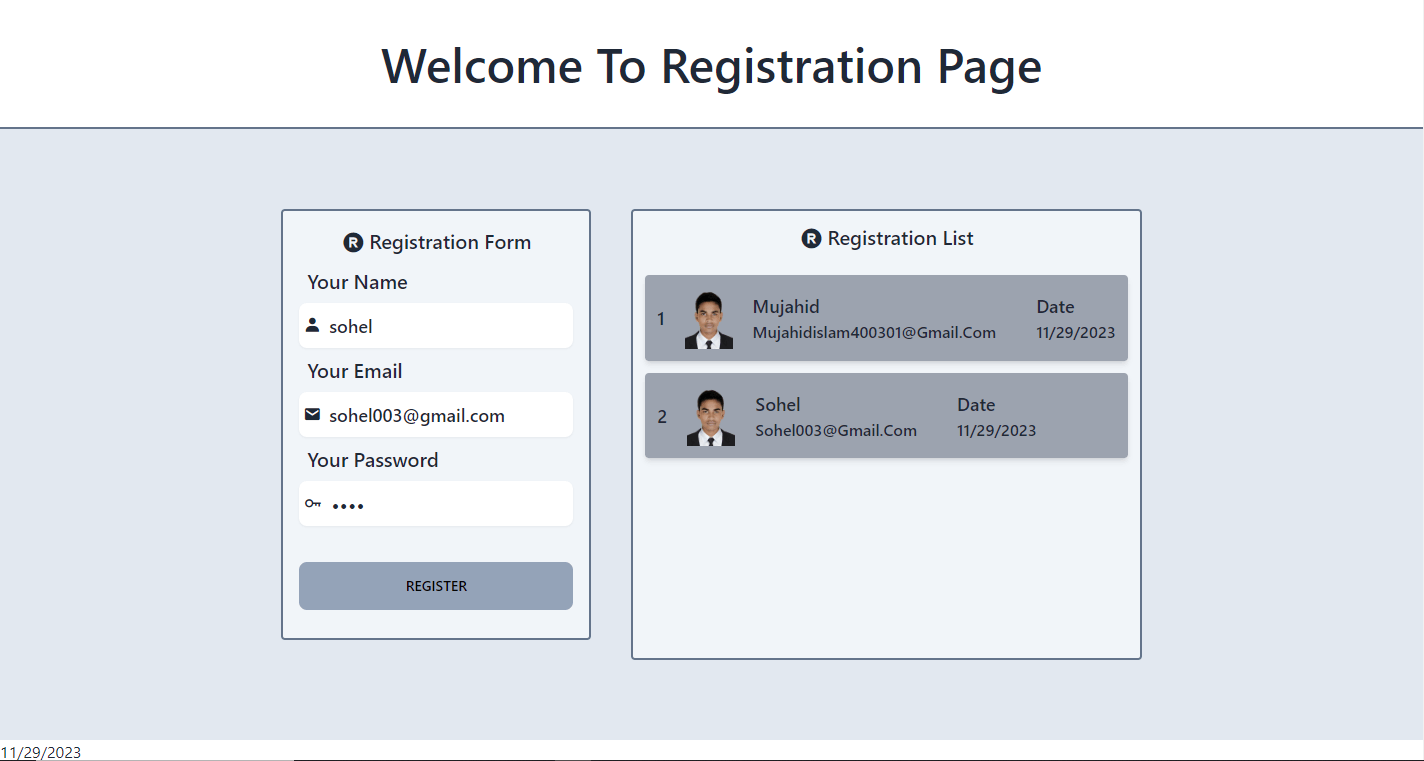 Welcome To Registration Page
R Registration Form
Your Name
sohel
Your Email
sohel003@gmail.com
Your Password
••••
REGISTER
R Registration List
1
Mujahid
Mujahidislam400301@Gmail.Com
Date
11/29/2023
2
Sohel
Sohel003@Gmail.Com
Date
11/29/2023
11/29/2023